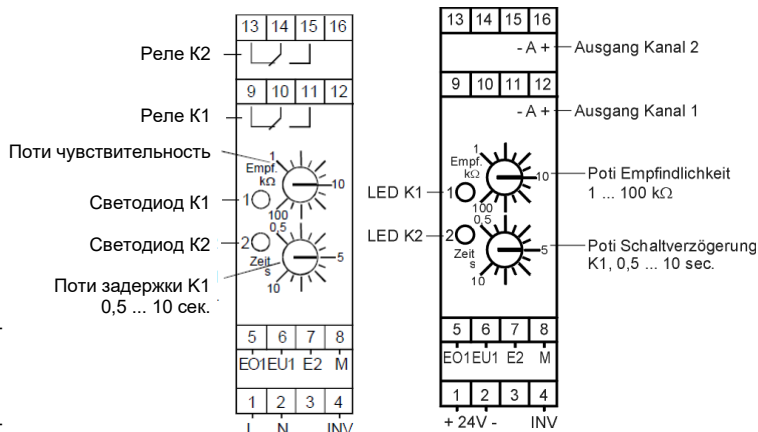 13 14 15 16
Реле К2
9 10 11 12
Реле К1
Поти чувствительность
1
Empf.
kΩ
10
Светодиод К1
1
100
0,5
Светодиод К2
2
Zeit
s
5
10
Поти задержки К1
0,5 ... 10 сек.
5 6 7 8
EO1 EU1 E2 M
1 2 3 4
L N INV
13 14 15 16
- A + Ausgang Kanal 2
9 10 11 12
- A + Ausgang Kanal 1
1
Empf.
kΩ
10
Poti Empfindlichkeit
1 ... 100 kΩ
LED K1
1
100
0,5
LED K2
2
Zeit
s
5
10
Poti Schaltverzögerung
K1, 0,5 ... 10 sec.
5 6 7 8
EO1 EU1 E2 M
1 2 3 4
+ 24V - INV